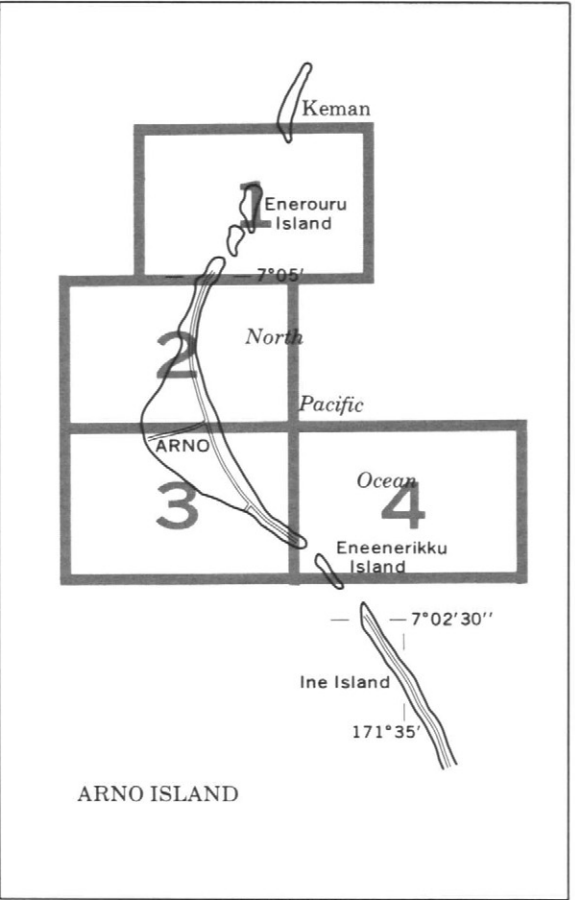 Keman
1
Enerouru
Island
7°05'
2
North
Pacific
ARNO
3
Ocean
4
Eneenerikku
Island
7°02'30''
Ine Island
171°35'
ARNO ISLAND